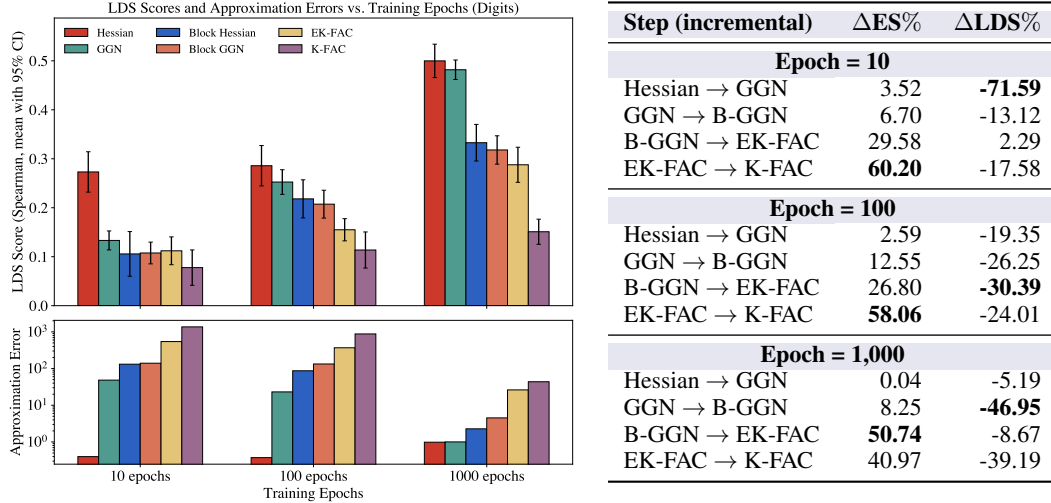 LDS Scores and Approximation Errors vs. Training Epochs (Digits)
Hessian
GGN
Block Hessian
Block GGN
EK-FAC
K-FAC
LDS Score (Spearman, mean with 95% CI)
0.5
0.4
0.3
0.2
0.1
0.0
Approximation Error
10³
10²
10¹
10⁰
10 epochs 100 epochs 1000 epochs
Training Epochs
Step (incremental) ΔES% ΔLDS%
Epoch = 10
Hessian → GGN 3.52 -71.59
GGN → B-GGN 6.70 -13.12
B-GGN → EK-FAC 29.58 2.29
EK-FAC → K-FAC 60.20 -17.58
Epoch = 100
Hessian → GGN 2.59 -19.35
GGN → B-GGN 12.55 -26.25
B-GGN → EK-FAC 26.80 -30.39
EK-FAC → K-FAC 58.06 -24.01
Epoch = 1,000
Hessian → GGN 0.04 -5.19
GGN → B-GGN 8.25 -46.95
B-GGN → EK-FAC 50.74 -8.67
EK-FAC → K-FAC 40.97 -39.19